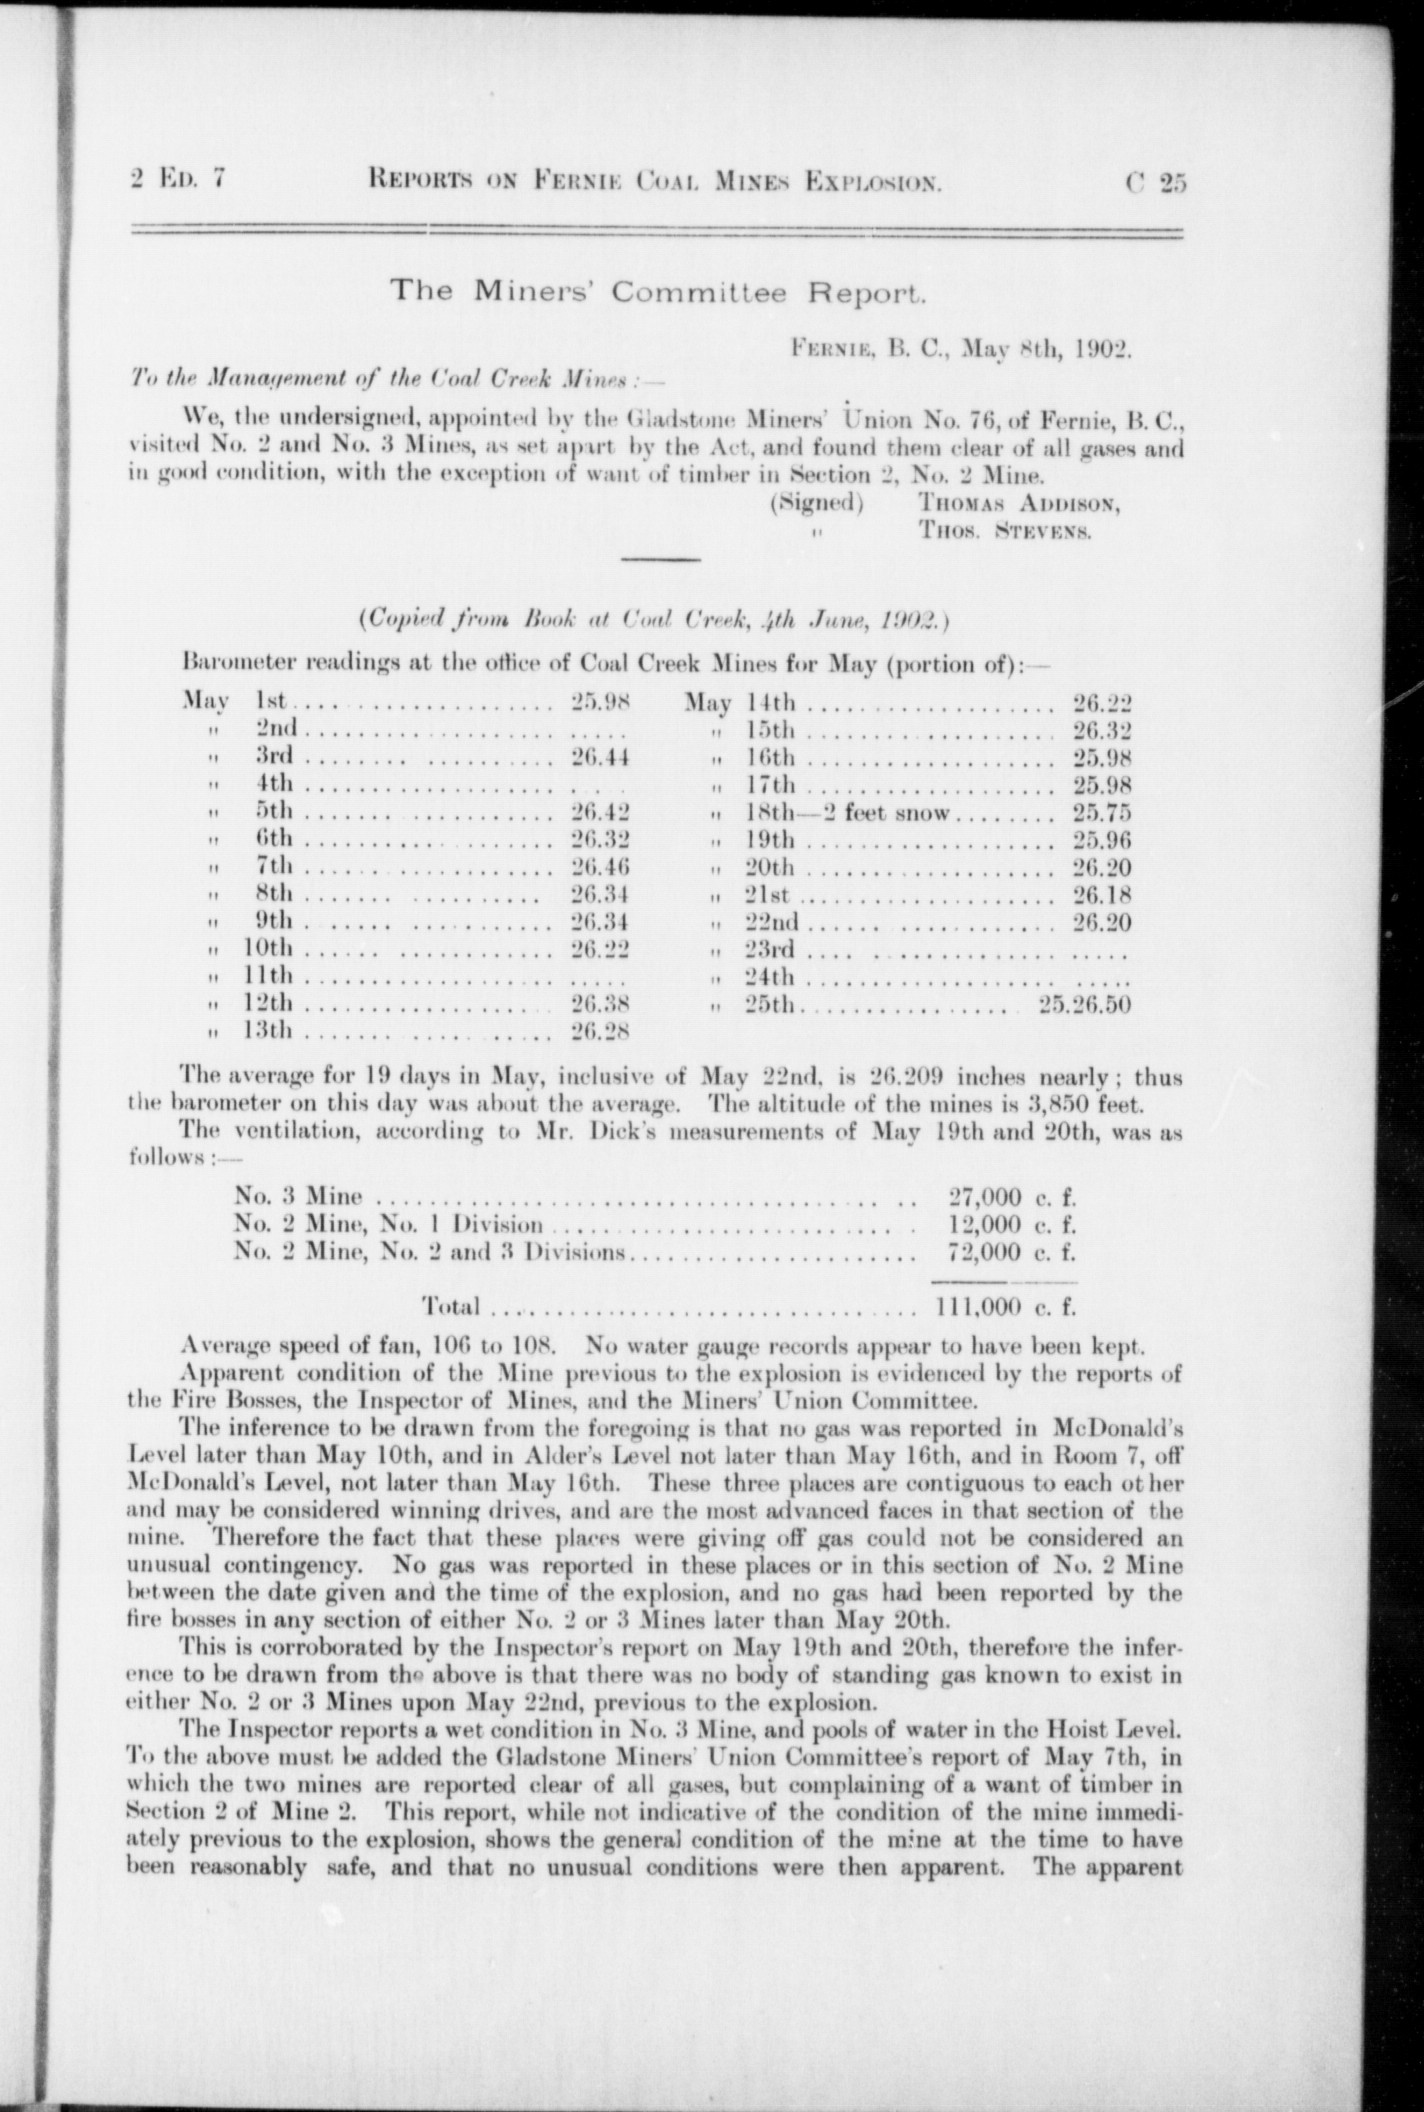 2 Ed. 7 Reports on Fernie Coal Mines Explosion. C 25
The Miners' Committee Report.
Fernie, B. C., May 8th, 1902.
To the Management of the Coal Creek Mines:—
We, the undersigned, appointed by the Gladstone Miners' Union No. 76, of Fernie, B. C.,
visited No. 2 and No. 3 Mines, as set apart by the Act, and found them clear of all gases and
in good condition, with the exception of want of timber in Section 2, No. 2 Mine.
(Signed) Thomas Addison,
" Thos. Stevens.
(Copied from Book at Coal Creek, 4th June, 1902.)
Barometer readings at the office of Coal Creek Mines for May (portion of):—
May 1st.................... 25.98 May 14th ................... 26.22
" 2nd ................... ..... " 15th ................... 26.32
" 3rd ................... 26.44 " 16th ................... 25.98
" 4th ................... ..... " 17th ................... 25.98
" 5th ................... 26.42 " 18th—2 feet snow........ 25.75
" 6th ................... 26.32 " 19th ................... 25.96
" 7th ................... 26.46 " 20th ................... 26.20
" 8th ................... 26.34 " 21st ................... 26.18
" 9th ................... 26.34 " 22nd ................... 26.20
" 10th ................... 26.22 " 23rd ................... .....
" 11th ................... ..... " 24th ................... .....
" 12th ................... 26.38 " 25th................ 25.26.50
" 13th ................... 26.28
The average for 19 days in May, inclusive of May 22nd, is 26.209 inches nearly; thus
the barometer on this day was about the average. The altitude of the mines is 3,850 feet.
The ventilation, according to Mr. Dick's measurements of May 19th and 20th, was as
follows:—
No. 3 Mine ........................................ 27,000 c. f.
No. 2 Mine, No. 1 Division ............................ 12,000 c. f.
No. 2 Mine, No. 2 and 3 Divisions...................... 72,000 c. f.
Total ................................ 111,000 c. f.
Average speed of fan, 106 to 108. No water gauge records appear to have been kept.
Apparent condition of the Mine previous to the explosion is evidenced by the reports of
the Fire Bosses, the Inspector of Mines, and the Miners' Union Committee.
The inference to be drawn from the foregoing is that no gas was reported in McDonald's
Level later than May 10th, and in Alder's Level not later than May 16th, and in Room 7, off
McDonald's Level, not later than May 16th. These three places are contiguous to each other
and may be considered winning drives, and are the most advanced faces in that section of the
mine. Therefore the fact that these places were giving off gas could not be considered an
unusual contingency. No gas was reported in these places or in this section of No. 2 Mine
between the date given and the time of the explosion, and no gas had been reported by the
fire bosses in any section of either No. 2 or 3 Mines later than May 20th.
This is corroborated by the Inspector's report on May 19th and 20th, therefore the infer-
ence to be drawn from the above is that there was no body of standing gas known to exist in
either No. 2 or 3 Mines upon May 22nd, previous to the explosion.
The Inspector reports a wet condition in No. 3 Mine, and pools of water in the Hoist Level.
To the above must be added the Gladstone Miners' Union Committee's report of May 7th, in
which the two mines are reported clear of all gases, but complaining of a want of timber in
Section 2 of Mine 2. This report, while not indicative of the condition of the mine immedi-
ately previous to the explosion, shows the general condition of the mine at the time to have
been reasonably safe, and that no unusual conditions were then apparent. The apparent